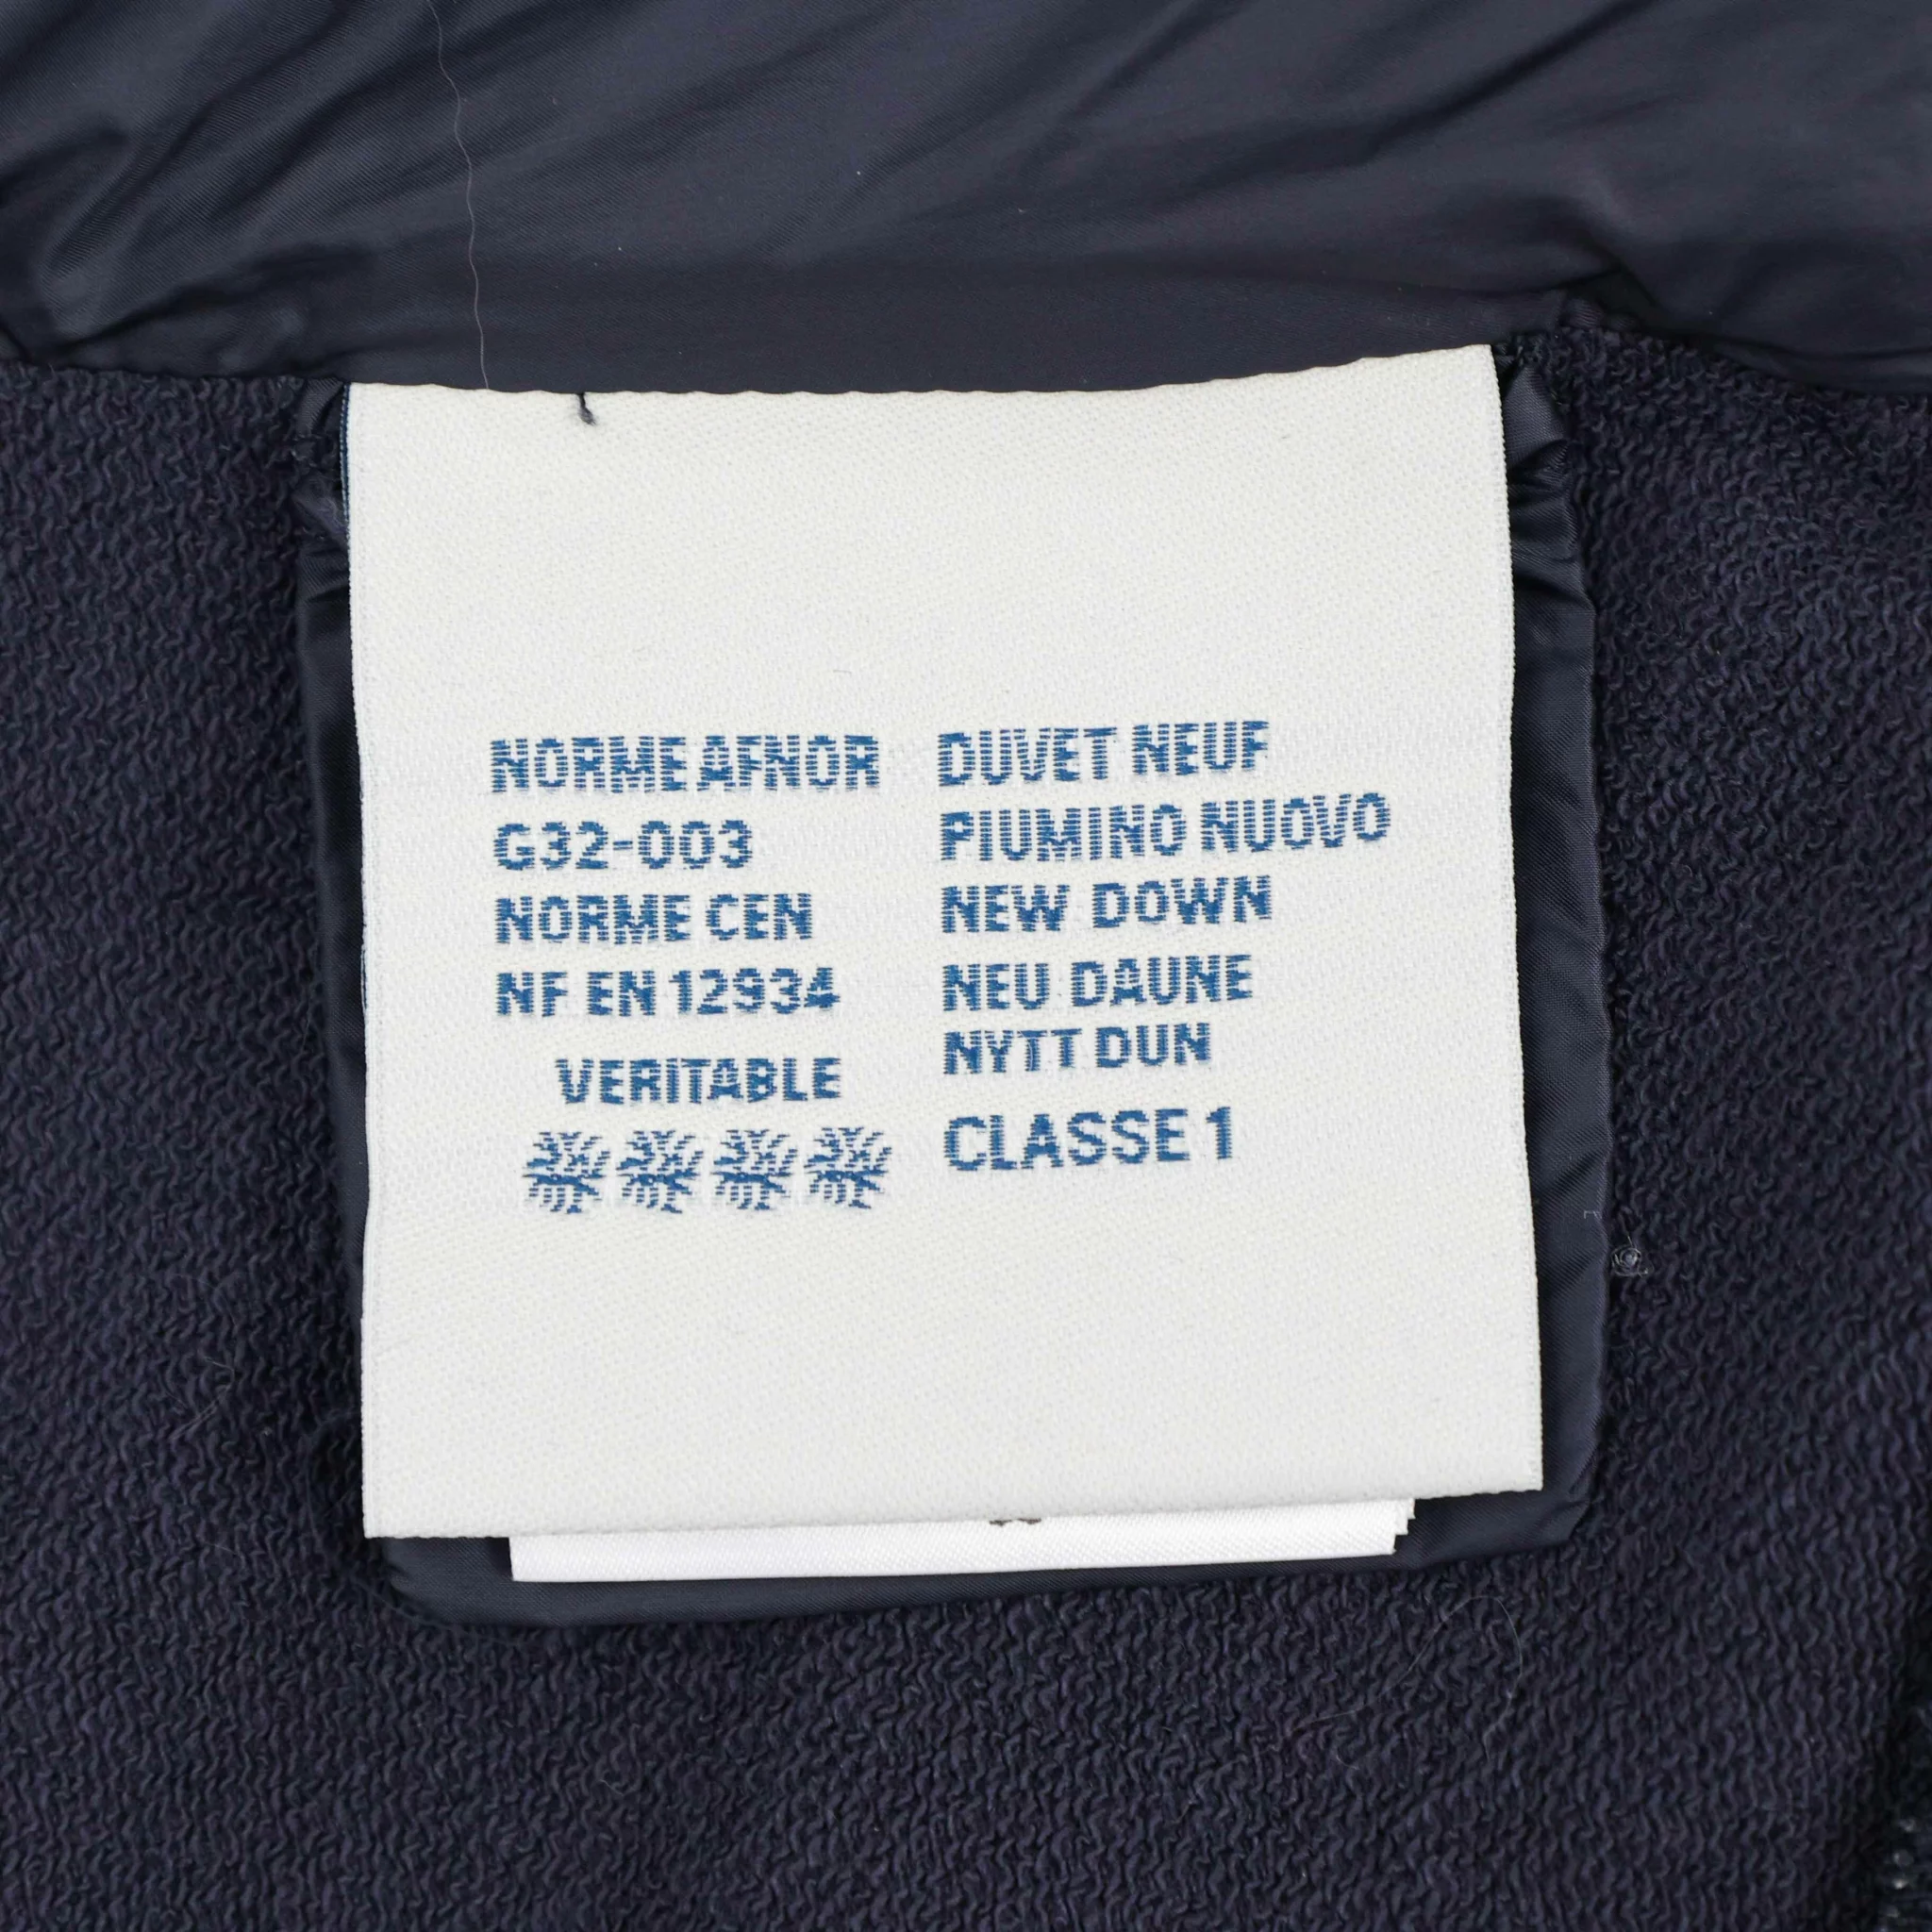 NORME AFNOR
G32-003
NORME CEN
NF EN 12934
VERITABLE
DUVET NEUF
PIUMINO NUOVO
NEW DOWN
NEU DAUNE
NYTT DUN
CLASSE 1